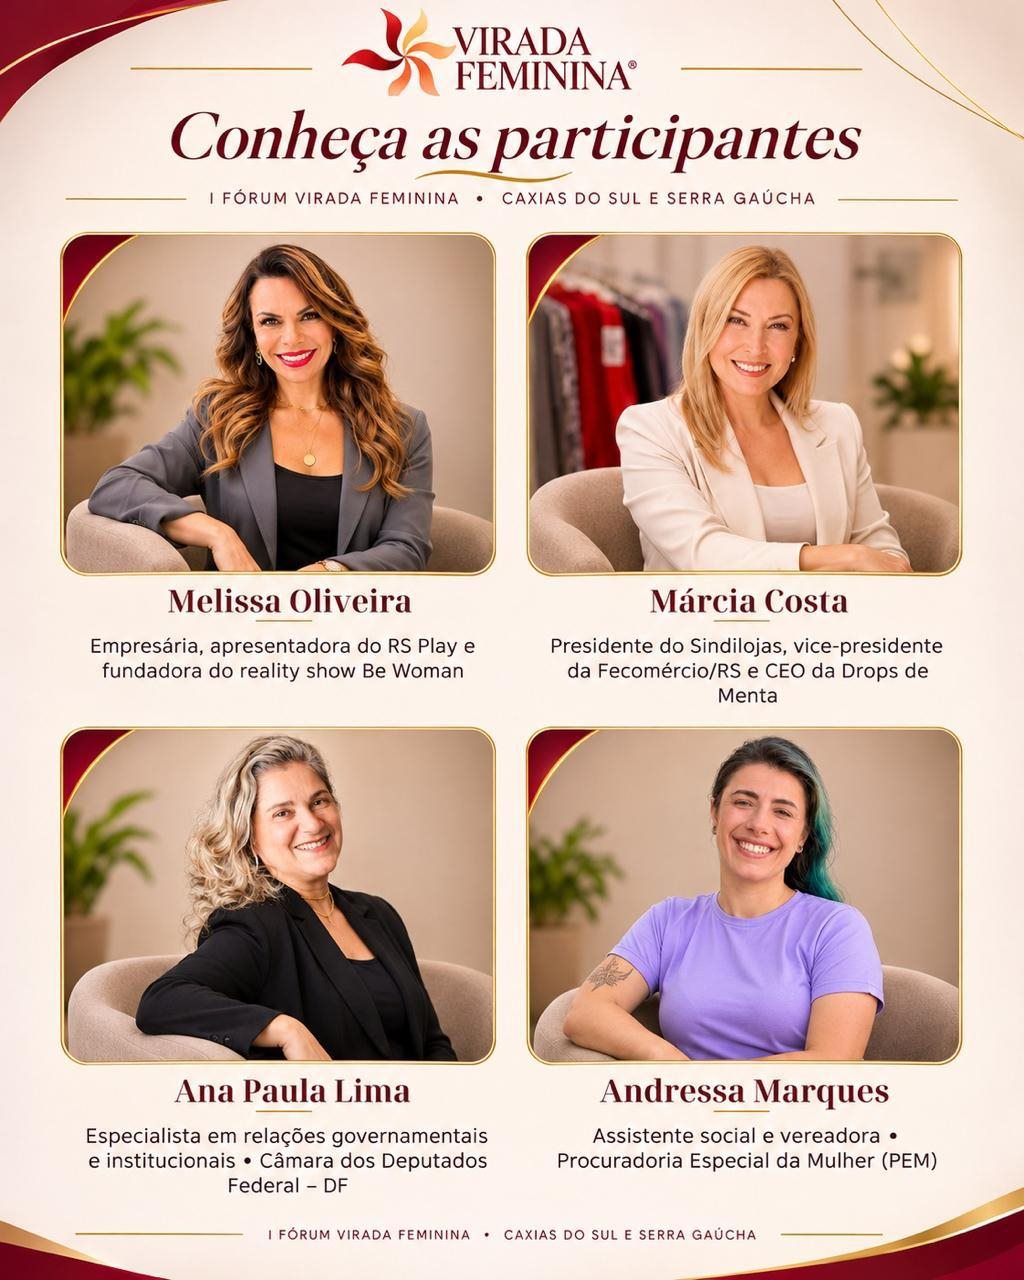 VIRADA
FEMININA®
Conheça as participantes
I FÓRUM VIRADA FEMININA • CAXIAS DO SUL E SERRA GAÚCHA
Melissa Oliveira
Empresária, apresentadora do RS Play e
fundadora do reality show Be Woman
Márcia Costa
Presidente do Sindilojas, vice-presidente
da Fecomércio/RS e CEO da Drops de
Menta
Ana Paula Lima
Especialista em relações governamentais
e institucionais • Câmara dos Deputados
Federal – DF
Andressa Marques
Assistente social e vereadora •
Procuradoria Especial da Mulher (PEM)
I FÓRUM VIRADA FEMININA • CAXIAS DO SUL E SERRA GAÚCHA